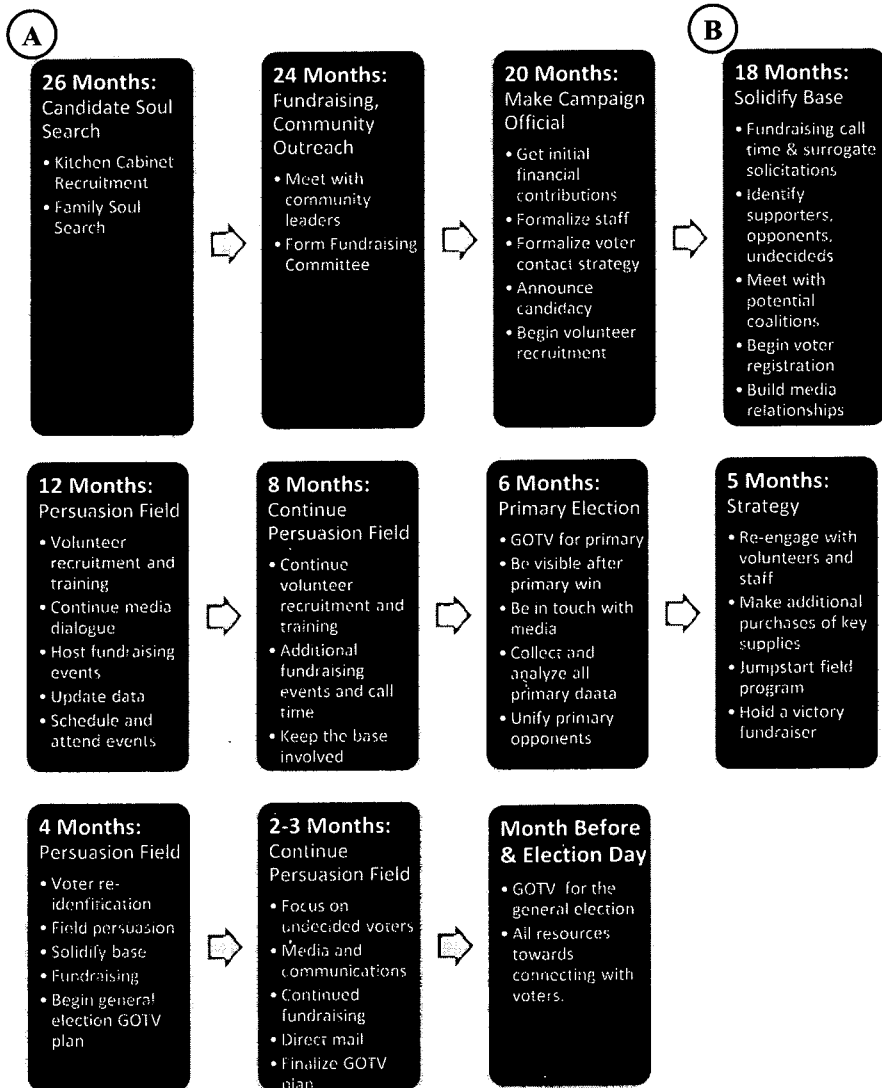 A
B
26 Months:
Candidate Soul
Search
• Kitchen Cabinet
Recruitment
• Family Soul
Search
24 Months:
Fundraising,
Community
Outreach
• Meet with
community
leaders
• Form Fundraising
Committee
20 Months:
Make Campaign
Official
• Get initial
financial
contributions
• Formalize staff
• Formalize voter
contact strategy
• Announce
candidacy
• Begin volunteer
recruitment
18 Months:
Solidify Base
• Fundraising call
time & surrogate
solicitations
• Identify
supporters,
opponents,
undecideds
• Meet with
potential
coalitions
• Begin voter
registration
• Build media
relationships
12 Months:
Persuasion Field
• Volunteer
recruitment and
training
• Continue media
dialogue
• Host fundraising
events
• Update data
• Schedule and
attend events
8 Months:
Continue
Persuasion Field
• Continue
volunteer
recruitment and
training
• Additional
fundraising
events and call
time
• Keep the base
involved
6 Months:
Primary Election
• GOTV for primary
• Be visible after
primary win
• Be in touch with
media
• Collect and
analyze all
primary daata
• Unify primary
opponents
5 Months:
Strategy
• Re-engage with
volunteers and
staff
• Make additional
purchases of key
supplies
• Jumpstart field
program
• Hold a victory
fundraiser
4 Months:
Persuasion Field
• Voter re-
idenfification
• Field persuasion
• Solidify base
• Fundraising
• Begin general
election GOTV
plan
2-3 Months:
Continue
Persuasion Field
• Focus on
undecided voters
• Media and
communications
• Continued
fundraising
• Direct mail
• Finalize GOTV
plan
Month Before
& Election Day
• GOTV for the
general election
• All resources
towards
connecting with
voters.